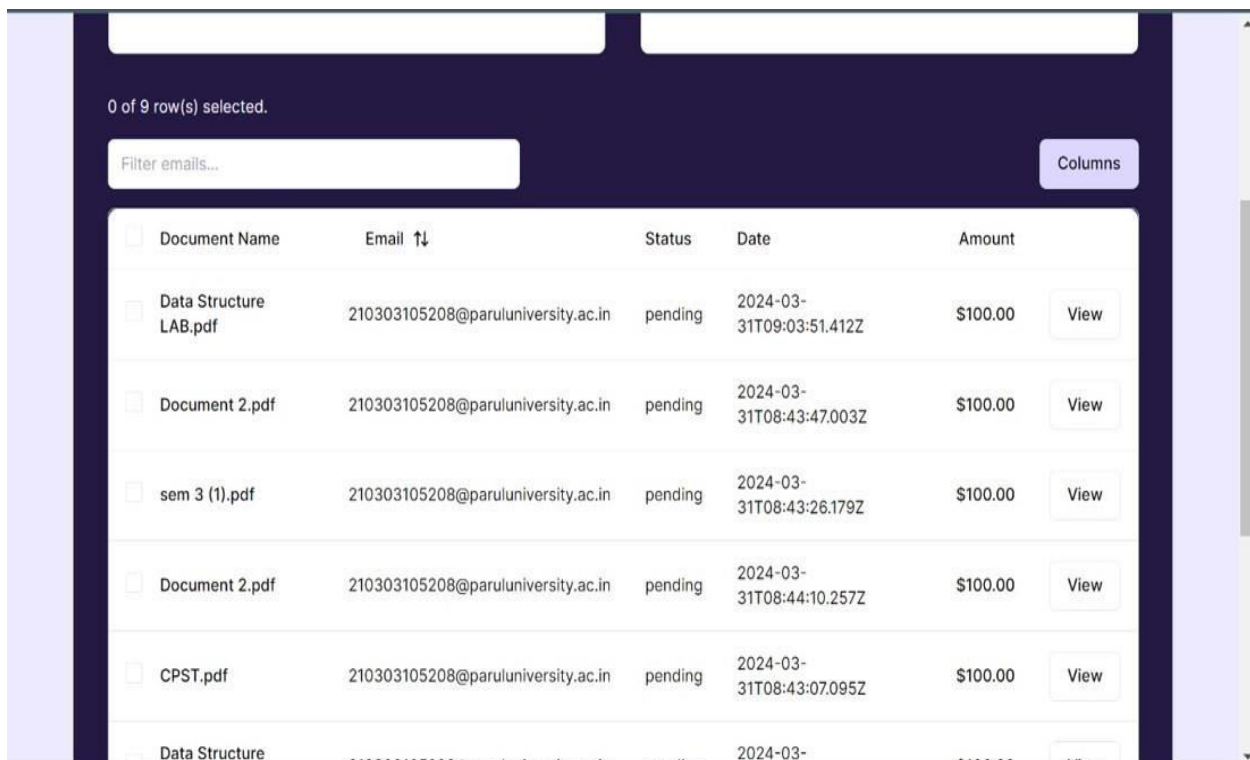 0 of 9 row(s) selected.
Filter emails...
Columns
Document Name Email ↑↓ Status Date Amount
Data Structure
LAB.pdf
210303105208@paruluniversity.ac.in pending
2024-03-
31T09:03:51.412Z
$100.00 View
Document 2.pdf 210303105208@paruluniversity.ac.in pending
2024-03-
31T08:43:47.003Z
$100.00 View
sem 3 (1).pdf 210303105208@paruluniversity.ac.in pending
2024-03-
31T08:43:26.179Z
$100.00 View
Document 2.pdf 210303105208@paruluniversity.ac.in pending
2024-03-
31T08:44:10.257Z
$100.00 View
CPST.pdf 210303105208@paruluniversity.ac.in pending
2024-03-
31T08:43:07.095Z
$100.00 View
Data Structure
2024-03-